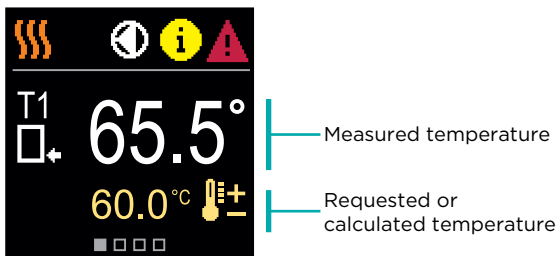 i
T1
65.5°
Measured temperature
60.0 °C
Requested or
calculated temperature